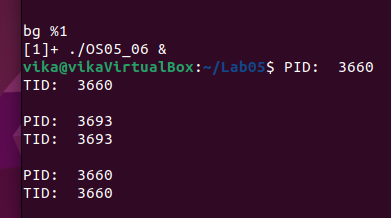 bg %1
[1]+ ./OS05_06 &
vika@vikaVirtualBox:~/Lab05$ PID:  3660
TID:  3660
PID:  3693
TID:  3693
PID:  3660
TID:  3660